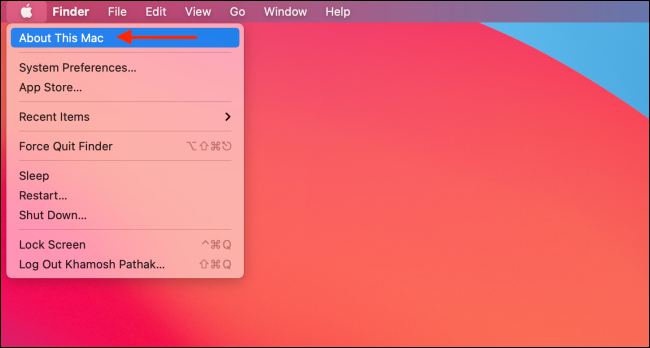 Finder File Edit View Go Window Help
About This Mac
System Preferences...
App Store...
Recent Items
Force Quit Finder ⌥⇧⌘⎋
Sleep
Restart...
Shut Down...
Lock Screen ^⌘Q
Log Out Khamosh Pathak... ⇧⌘Q